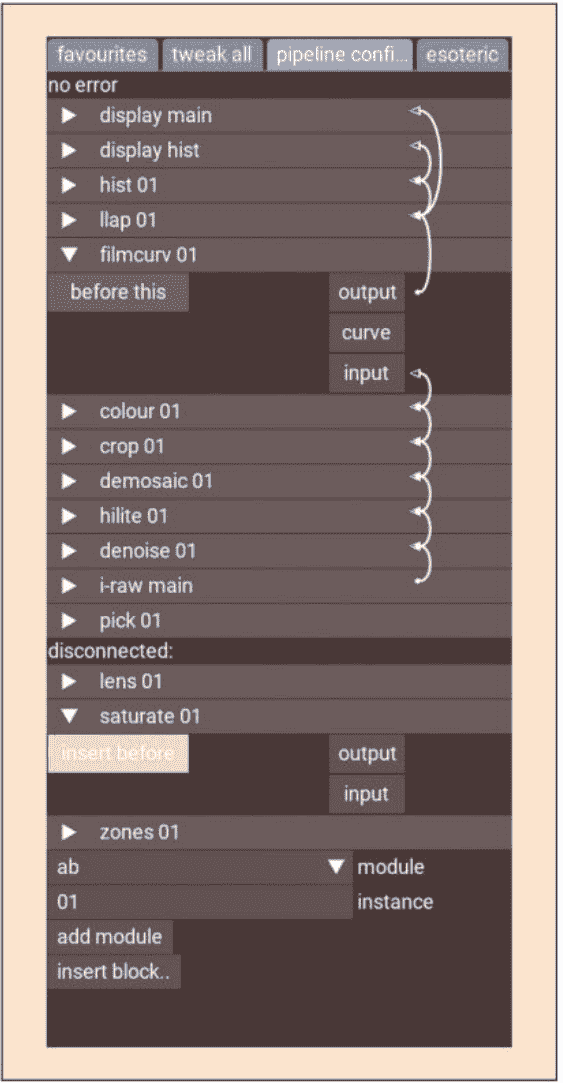 favourites tweak all pipeline confi... esoteric
no error
display main
display hist
hist 01
llap 01
filmcurv 01
before this output
curve
input
colour 01
crop 01
demosaic 01
hilite 01
denoise 01
i-raw main
pick 01
disconnected:
lens 01
saturate 01
insert before output
input
zones 01
ab module
01 instance
add module
insert block..